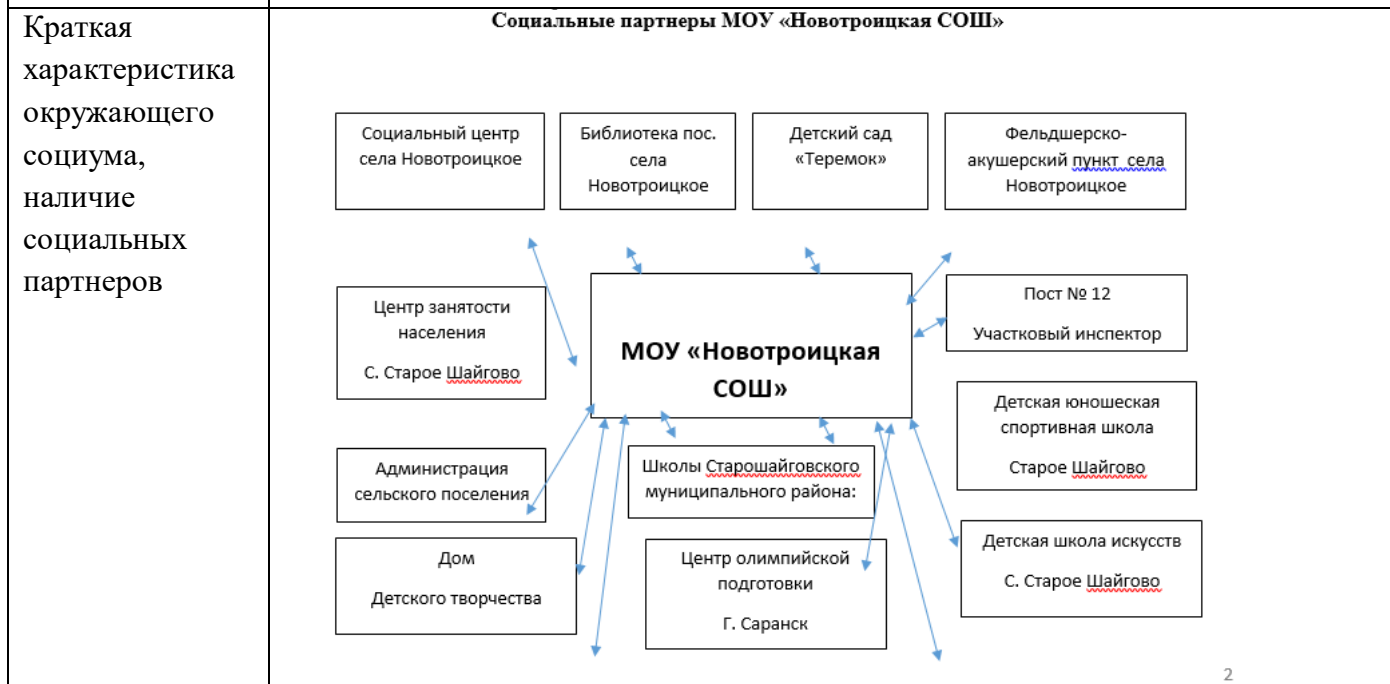 Краткая
характеристика
окружающего
социума,
наличие
социальных
партнеров
Социальные партнеры МОУ «Новотроицкая СОШ»
Социальный центр
села Новотроицкое
Библиотека пос.
села
Новотроицкое
Детский сад
«Теремок»
Фельдшерско-
акушерский пункт села
Новотроицкое
Центр занятости
населения
С. Старое Шайгово
МОУ «Новотроицкая
СОШ»
Пост № 12
Участковый инспектор
Детская юношеская
спортивная школа
Старое Шайгово
Администрация
сельского поселения
Школы Старошайговского
муниципального района:
Дом
Детского творчества
Центр олимпийской
подготовки
Г. Саранск
Детская школа искусств
С. Старое Шайгово
2